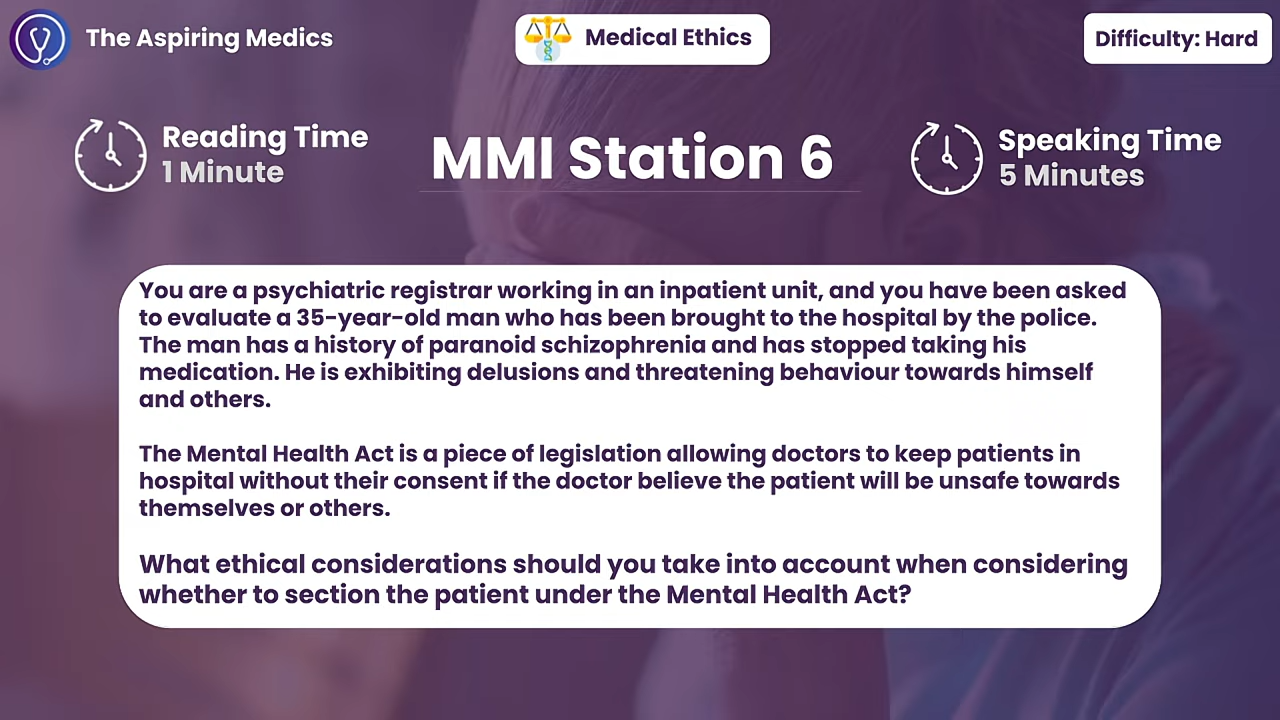 The Aspiring Medics
Medical Ethics
Difficulty: Hard
Reading Time
1 Minute
MMI Station 6
Speaking Time
5 Minutes
You are a psychiatric registrar working in an inpatient unit, and you have been asked
to evaluate a 35-year-old man who has been brought to the hospital by the police.
The man has a history of paranoid schizophrenia and has stopped taking his
medication. He is exhibiting delusions and threatening behaviour towards himself
and others.
The Mental Health Act is a piece of legislation allowing doctors to keep patients in
hospital without their consent if the doctor believe the patient will be unsafe towards
themselves or others.
What ethical considerations should you take into account when considering
whether to section the patient under the Mental Health Act?